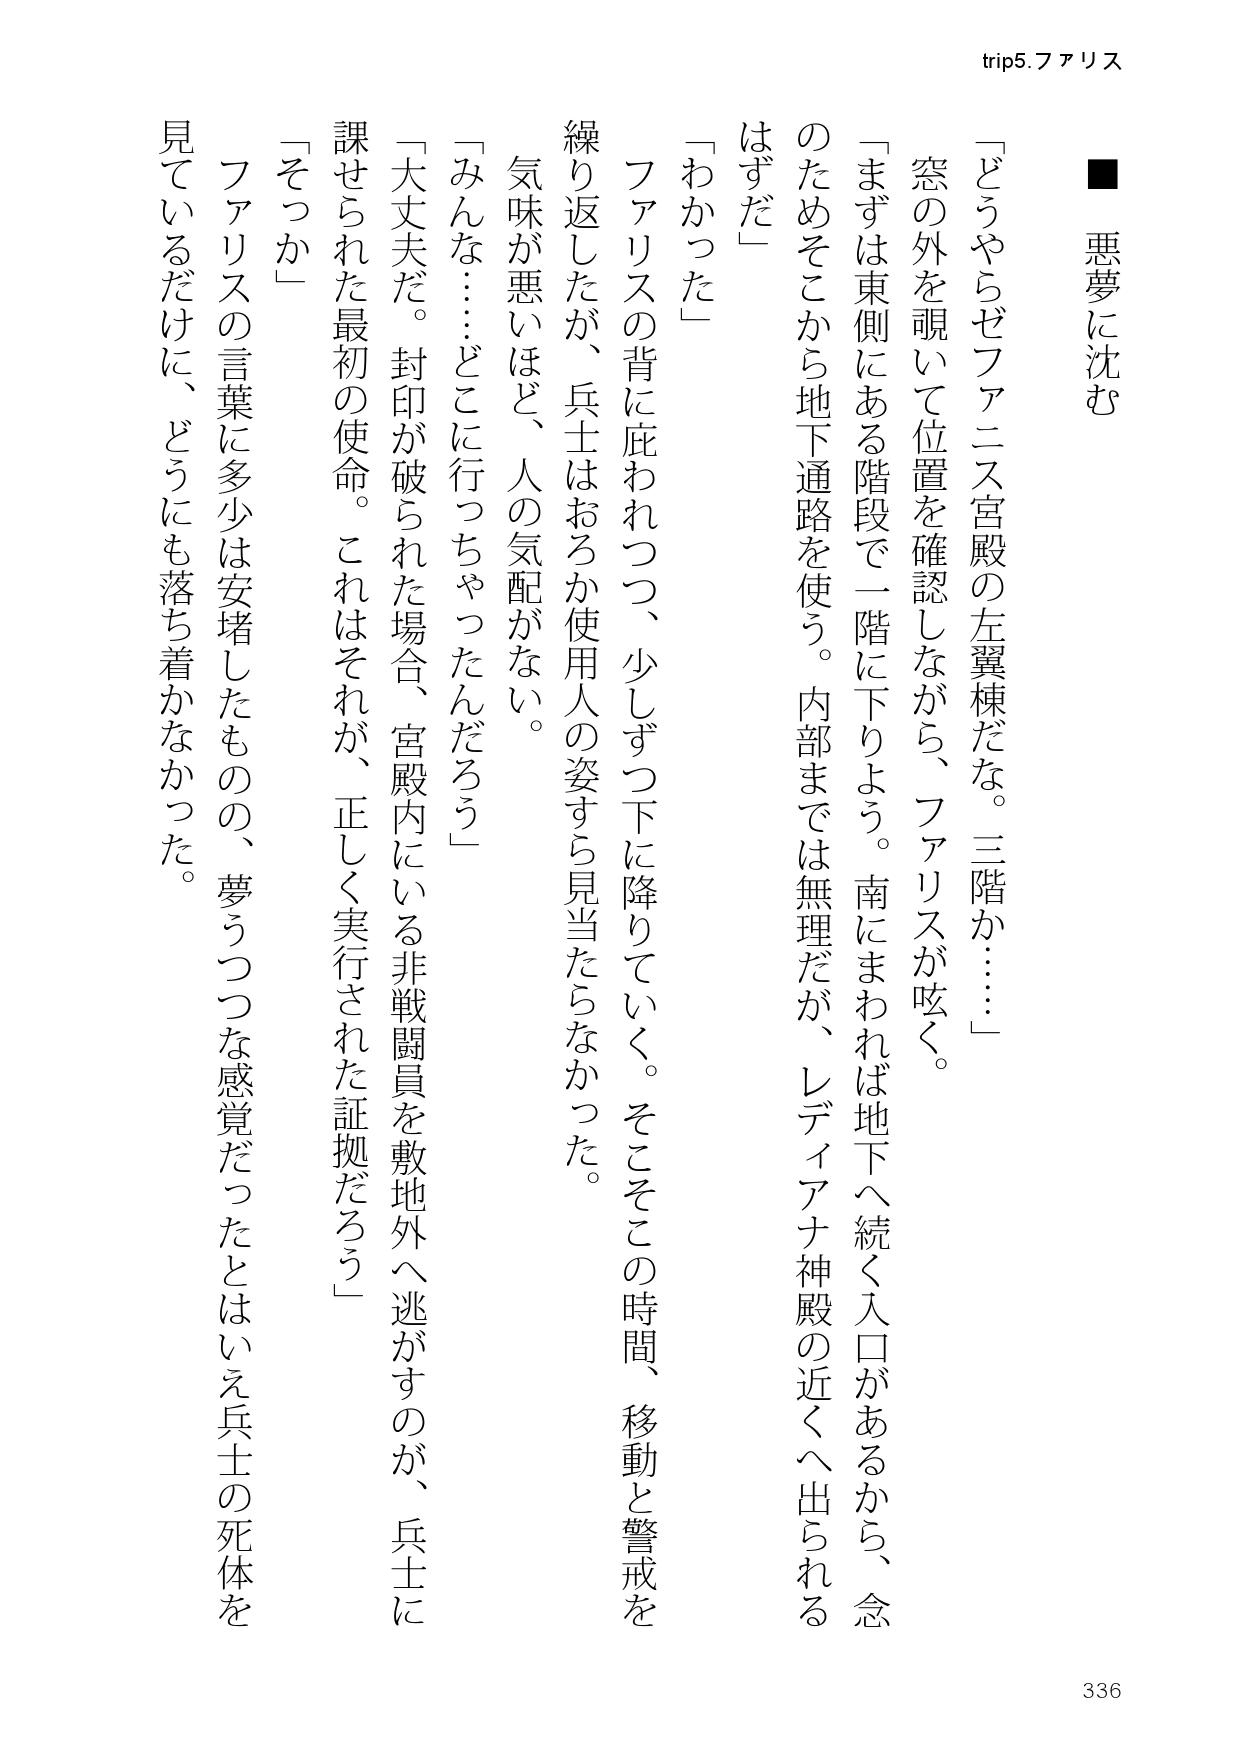 trip5.ファリス
■　悪夢に沈む
「どうやらゼファニス宮殿の左翼棟だな。三階か……」
　窓の外を覗いて位置を確認しながら、ファリスが呟く。
「まずは東側にある階段で一階に下りよう。南にまわれば地下へ続く入口があるから、念
のためそこから地下通路を使う。内部までは無理だが、レディアナ神殿の近くへ出られる
はずだ」
「わかった」
　ファリスの背に庇われつつ、少しずつ下に降りていく。そこそこの時間、移動と警戒を
繰り返したが、兵士はおろか使用人の姿すら見当たらなかった。
　気味が悪いほど、人の気配がない。
「みんな……どこに行っちゃったんだろう」
「大丈夫だ。封印が破られた場合、宮殿内にいる非戦闘員を敷地外へ逃がすのが、兵士に
課せられた最初の使命。これはそれが、正しく実行された証拠だろう」
「そっか」
　ファリスの言葉に多少は安堵したものの、夢うつつな感覚だったとはいえ兵士の死体を
見ているだけに、どうにも落ち着かなかった。
336